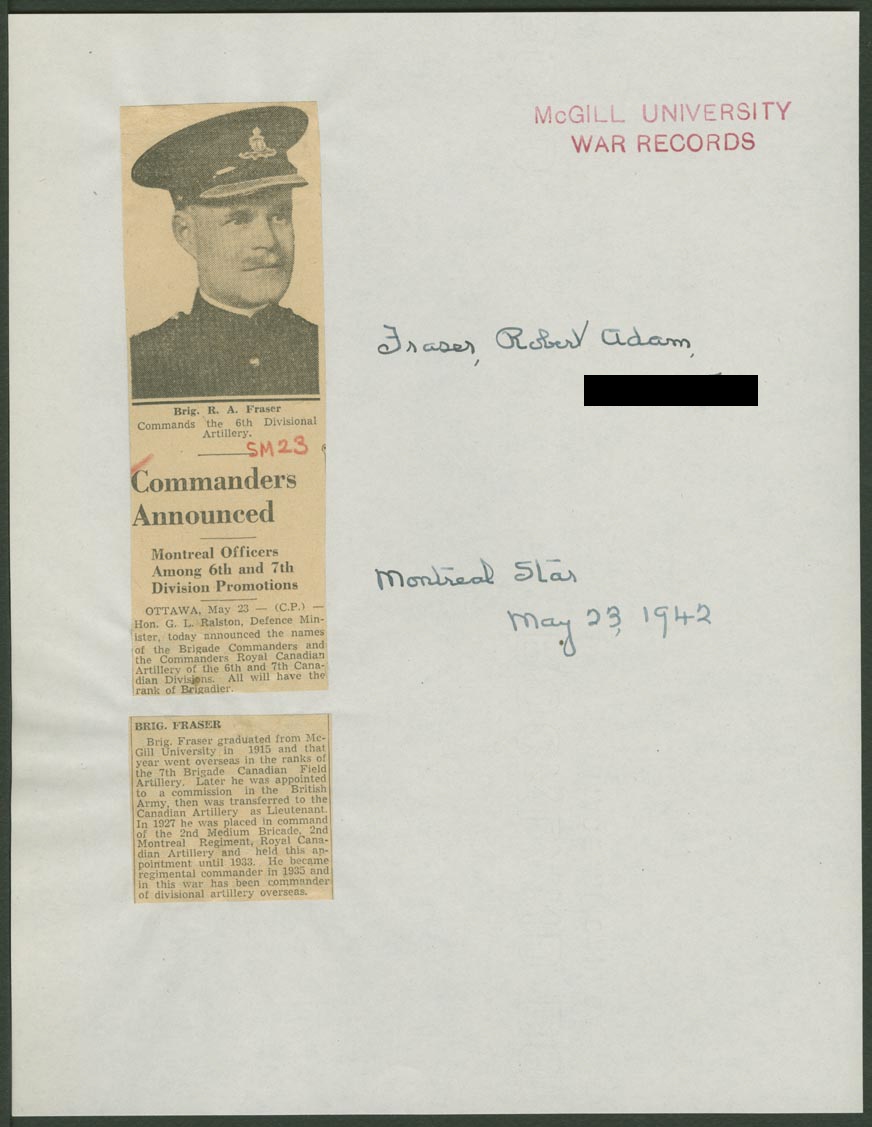 McGILL UNIVERSITY
WAR RECORDS
Brig. R. A. Fraser
Commands the 6th Divisional
Artillery.
SM23
Commanders
Announced
Montreal Officers
Among 6th and 7th
Division Promotions
OTTAWA, May 23 — (C.P.) —
Hon. G. L. Ralston, Defence Min-
ister, today announced the names
of the Brigade Commanders and
the Commanders Royal Canadian
Artillery of the 6th and 7th Cana-
dian Divisions. All will have the
rank of Brigadier.
BRIG. FRASER
Brig. Fraser graduated from Mc-
Gill University in 1915 and that
year went overseas in the ranks of
the 7th Brigade Canadian Field
Artillery. Later he was appointed
to a commission in the British
Army, then was transferred to the
Canadian Artillery as Lieutenant.
In 1927 he was placed in command
of the 2nd Medium Bricade, 2nd
Montreal Regiment, Royal Cana-
dian Artillery and held this ap-
pointment until 1933. He became
regimental commander in 1935 and
in this war has been commander
of divisional artillery overseas.
Fraser, Robert Adam,
Montreal Star
May 23, 1942